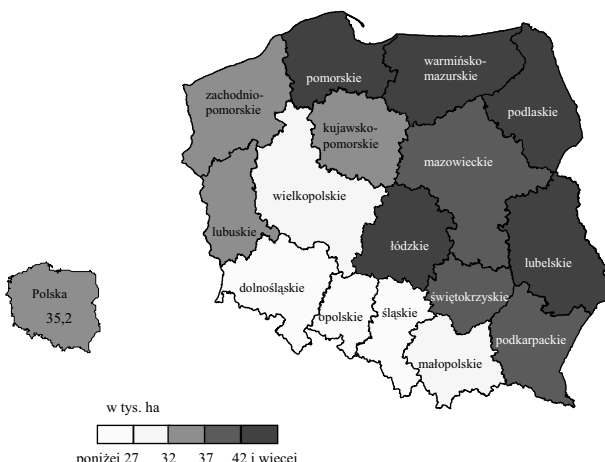 warmińsko-
mazurskie
pomorskie
zachodnio-
pomorskie
podlaskie
kujawsko-
pomorskie
mazowieckie
wielkopolskie
lubuskie
łódzkie
lubelskie
dolnośląskie
Polska
35,2
opolskie
śląskie
świętokrzyskie
podkarpackie
małopolskie
w tys. ha
poniżej 27 32 37 42 i więcej